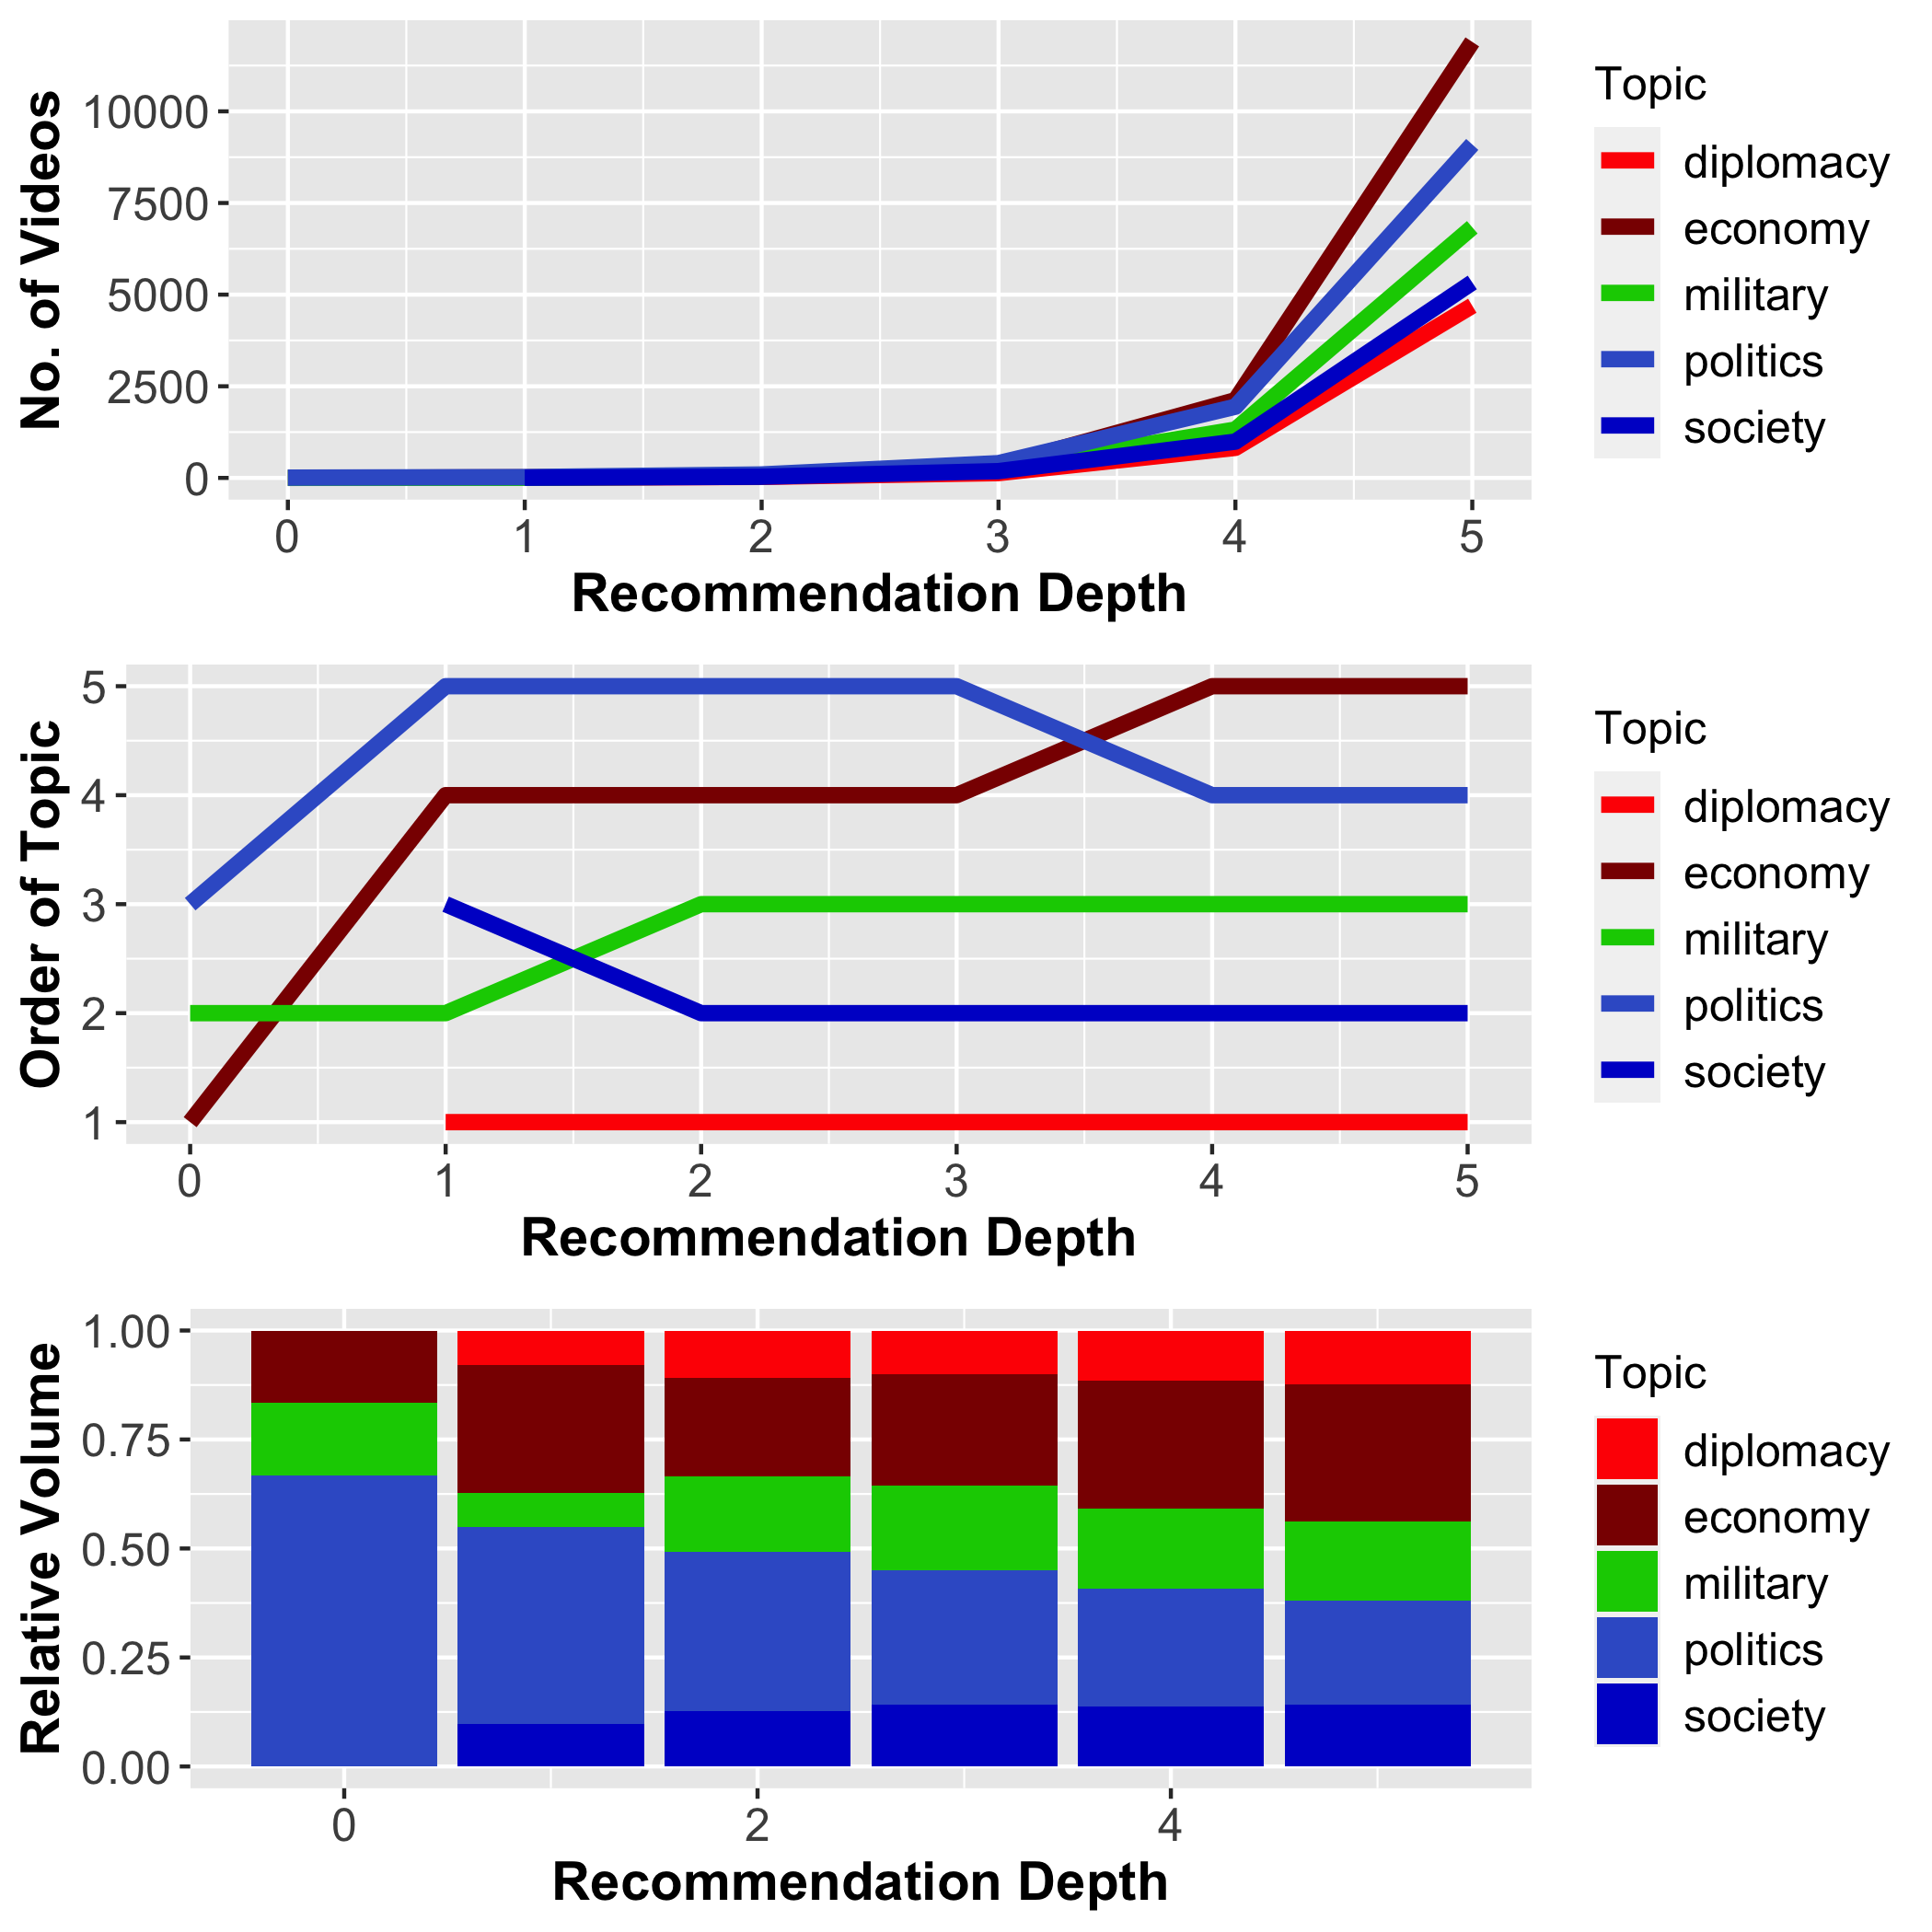 No. of Videos
10000
7500
5000
2500
0
0 1 2 3 4 5
Recommendation Depth
Topic
diplomacy
economy
military
politics
society
Order of Topic
5
4
3
2
1
0 1 2 3 4 5
Recommendation Depth
Topic
diplomacy
economy
military
politics
society
Relative Volume
1.00
0.75
0.50
0.25
0.00
0 2 4
Recommendation Depth
Topic
diplomacy
economy
military
politics
society